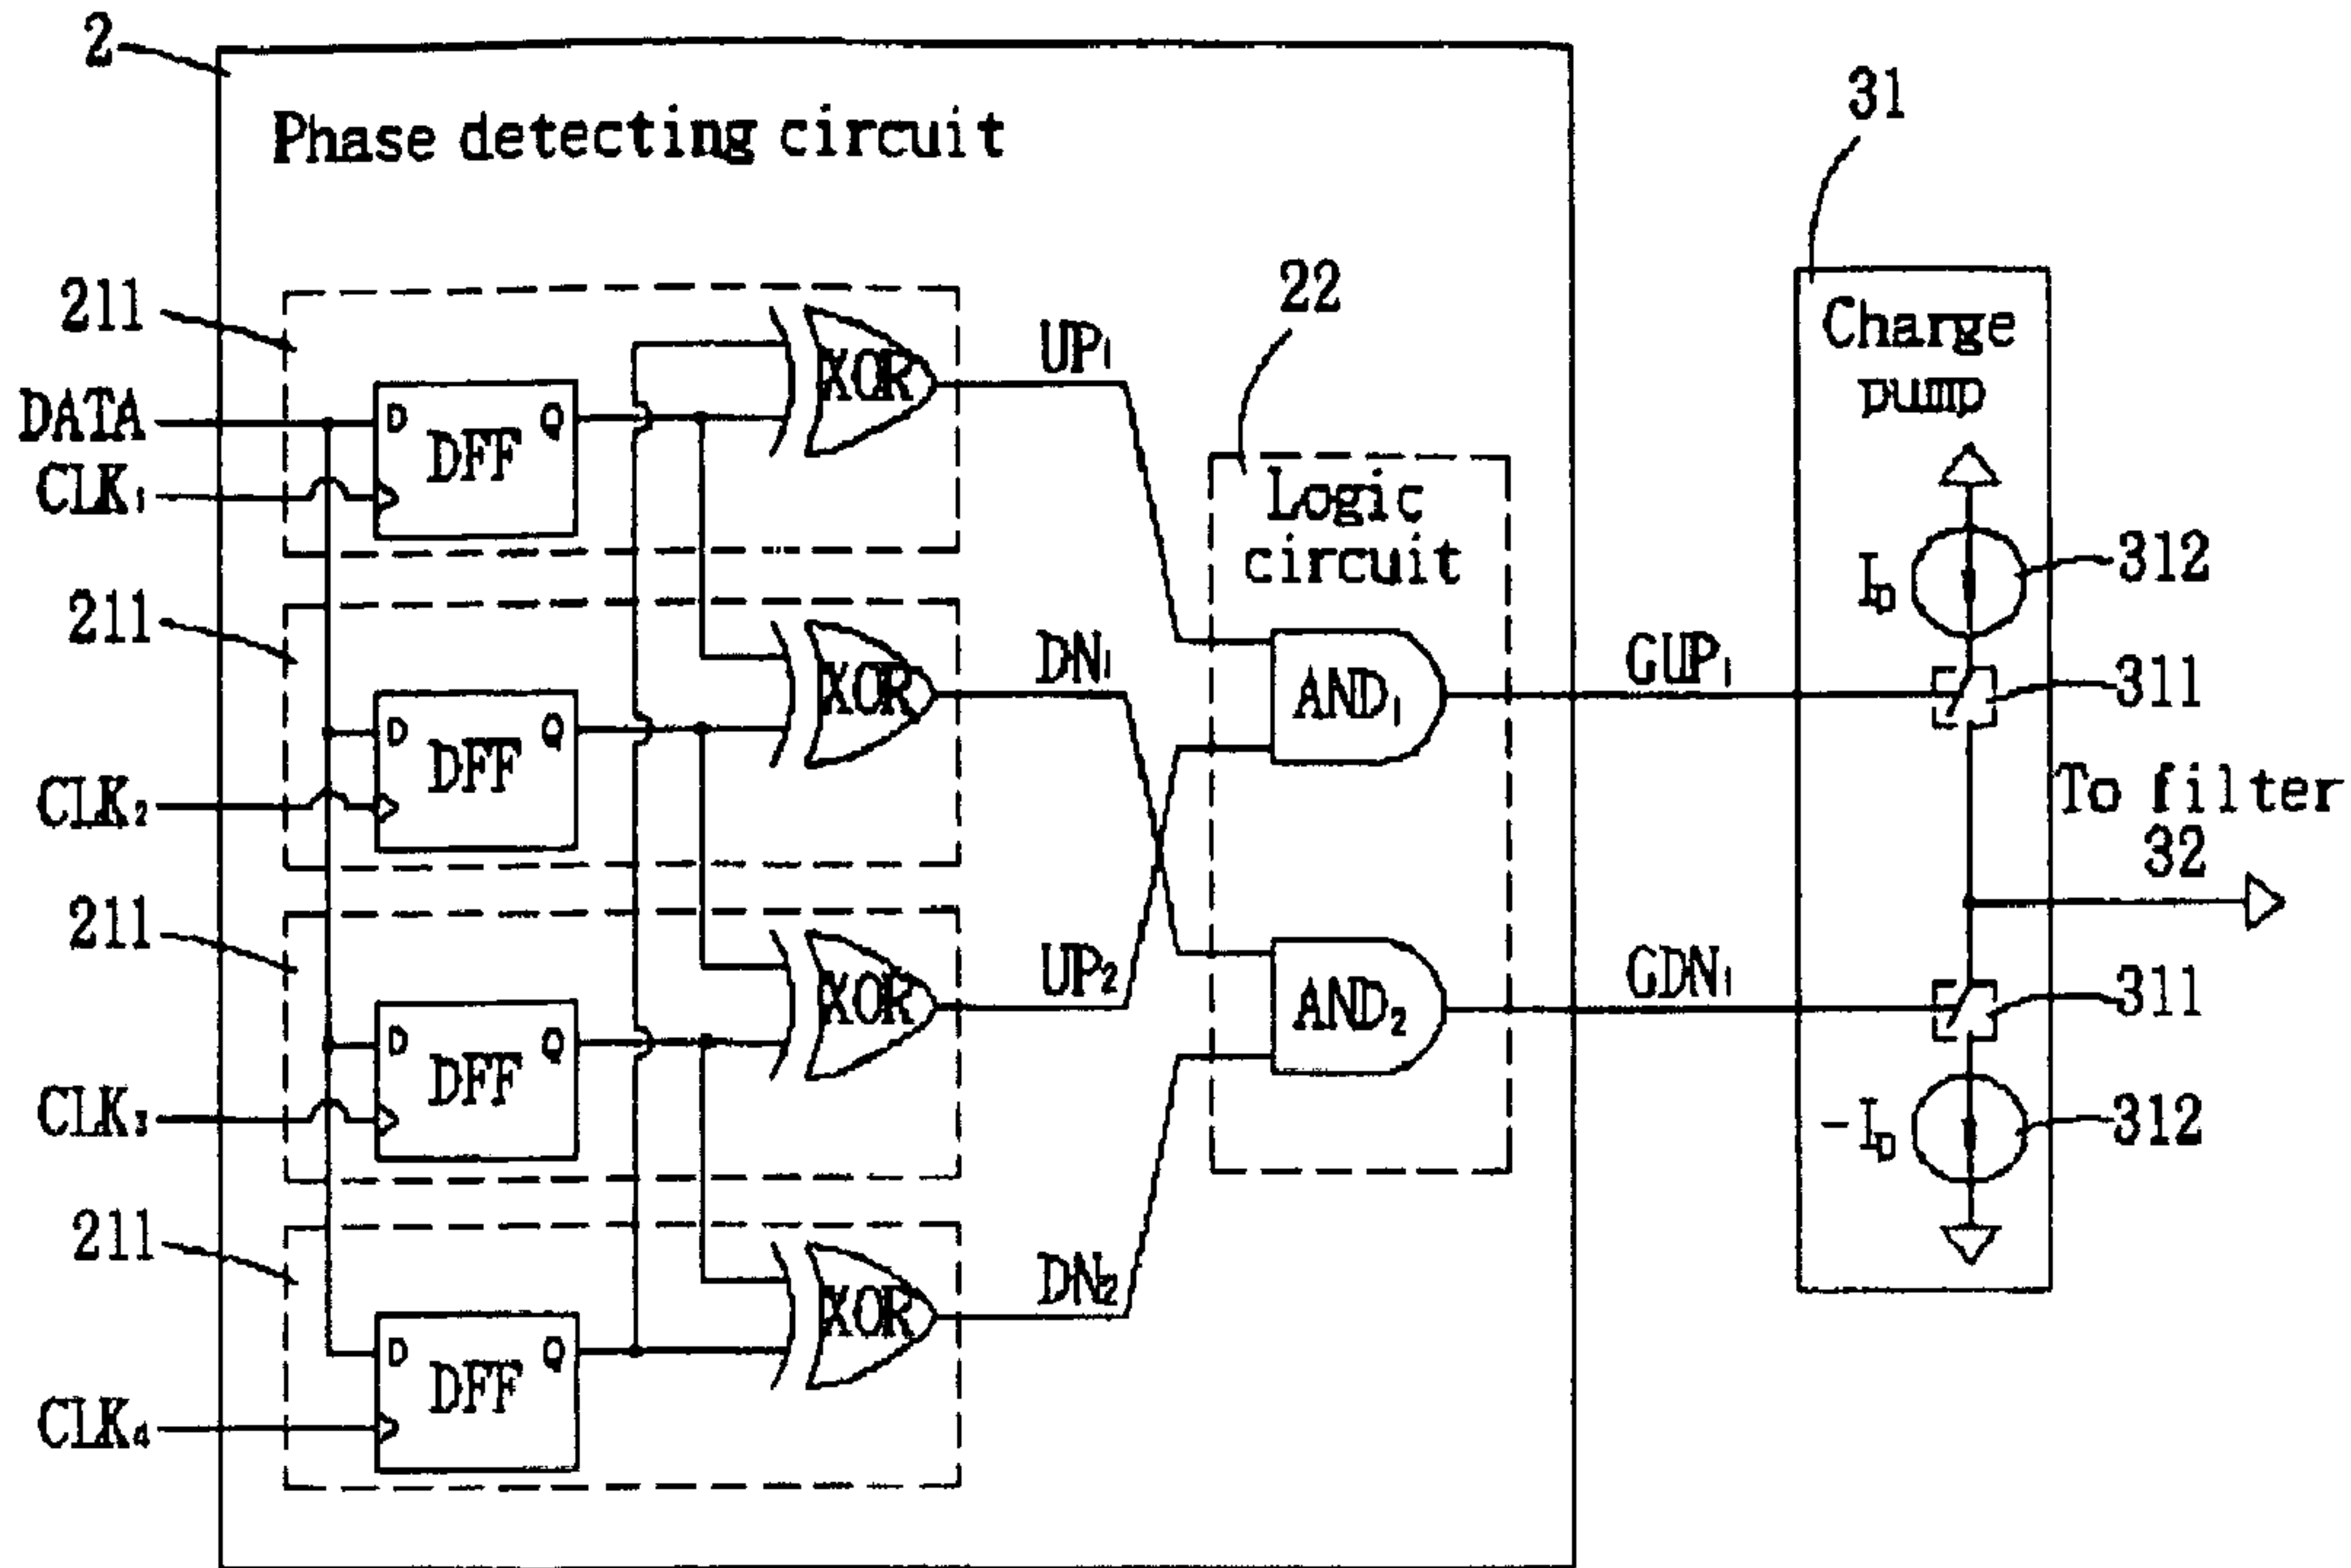 2
Phase detecting circuit
31
211
DATA
CLK₁
D
Q
DFF
XOR
UP₁
22
Logic
circuit
Charge
pump
Iₚ
312
211
CLK₂
D
Q
DFF
XOR
DN₁
AND₁
GUP₁
311
To filter
32
211
CLK₃
D
Q
DFF
XOR
UP₂
AND₂
GDN₁
311
-Iₚ
312
211
CLK₄
D
Q
DFF
XOR
DN₂